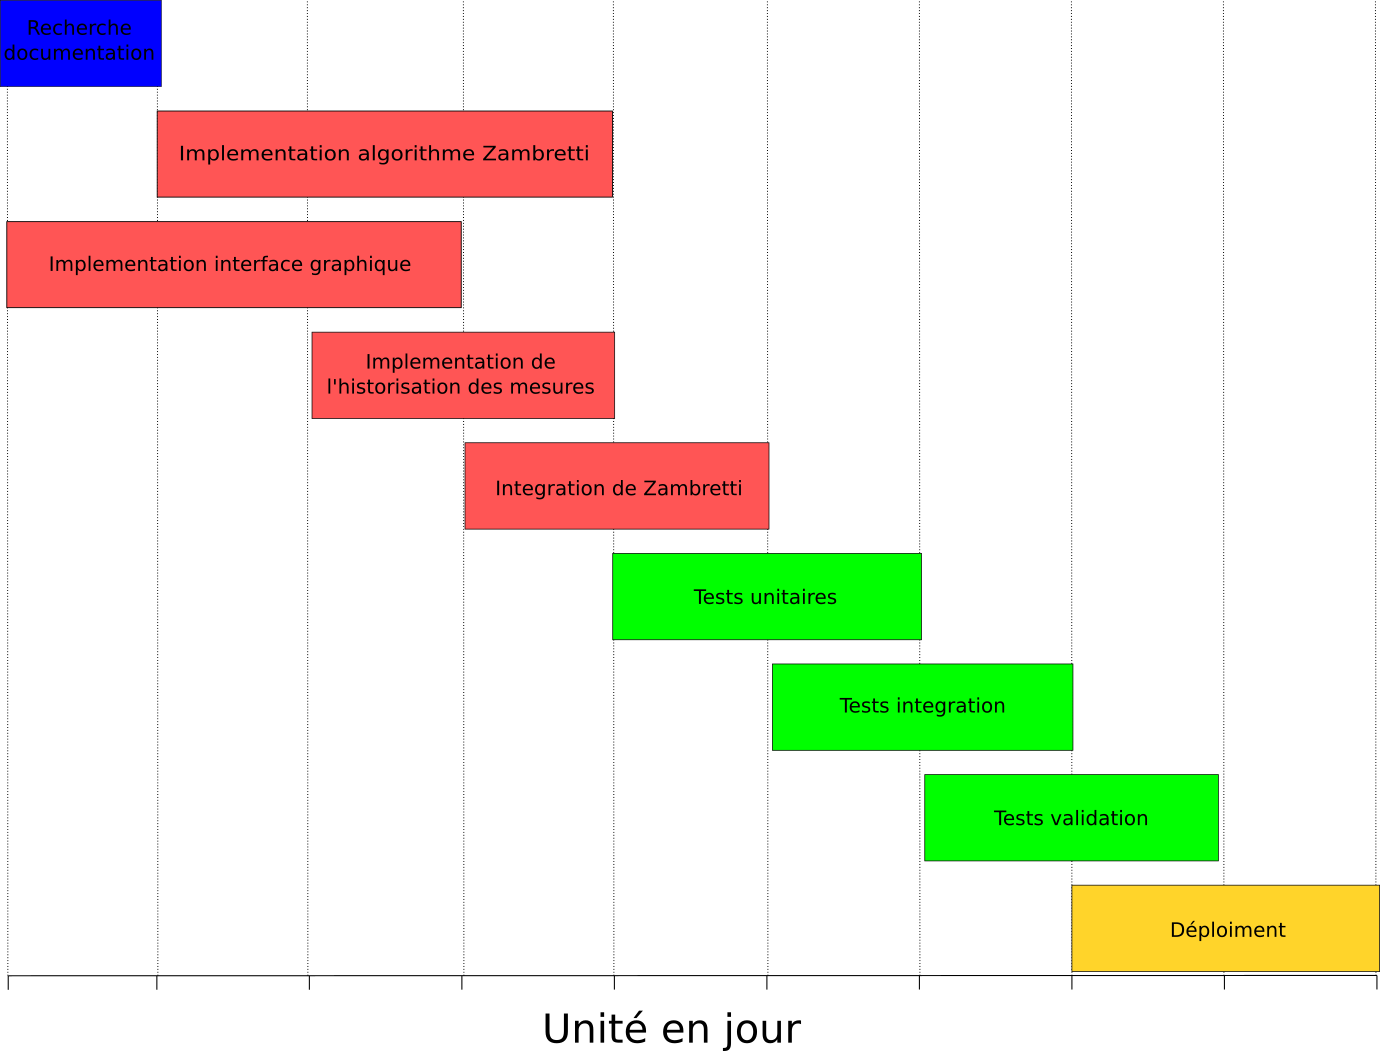 Recherche
documentation
Implementation algorithme Zambretti
Implementation interface graphique
Implementation de
l'historisation des mesures
Integration de Zambretti
Tests unitaires
Tests integration
Tests validation
Déploiment
Unité en jour